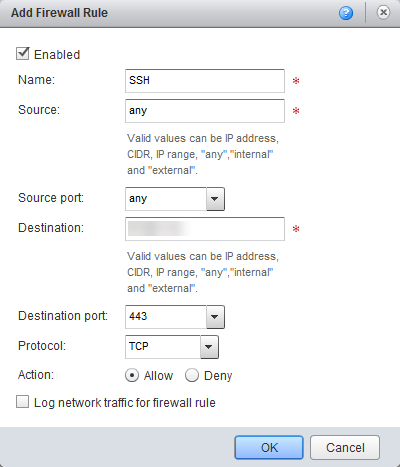 Add Firewall Rule
Enabled
Name: SSH *
Source: any *
Valid values can be IP address,
CIDR, IP range, "any","internal"
and "external".
Source port: any
Destination: *
Valid values can be IP address,
CIDR, IP range, "any","internal"
and "external".
Destination port: 443
Protocol: TCP
Action: Allow Deny
Log network traffic for firewall rule
OK Cancel